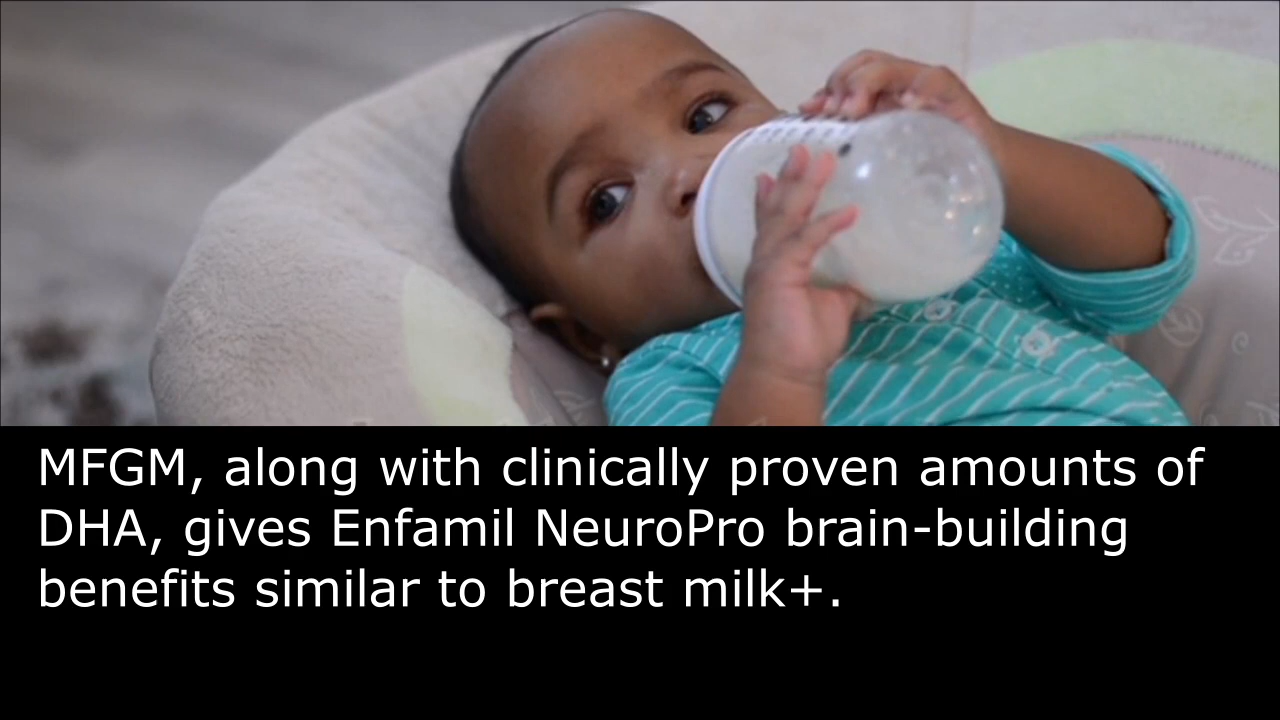 MFGM, along with clinically proven amounts of
DHA, gives Enfamil NeuroPro brain-building
benefits similar to breast milk+.